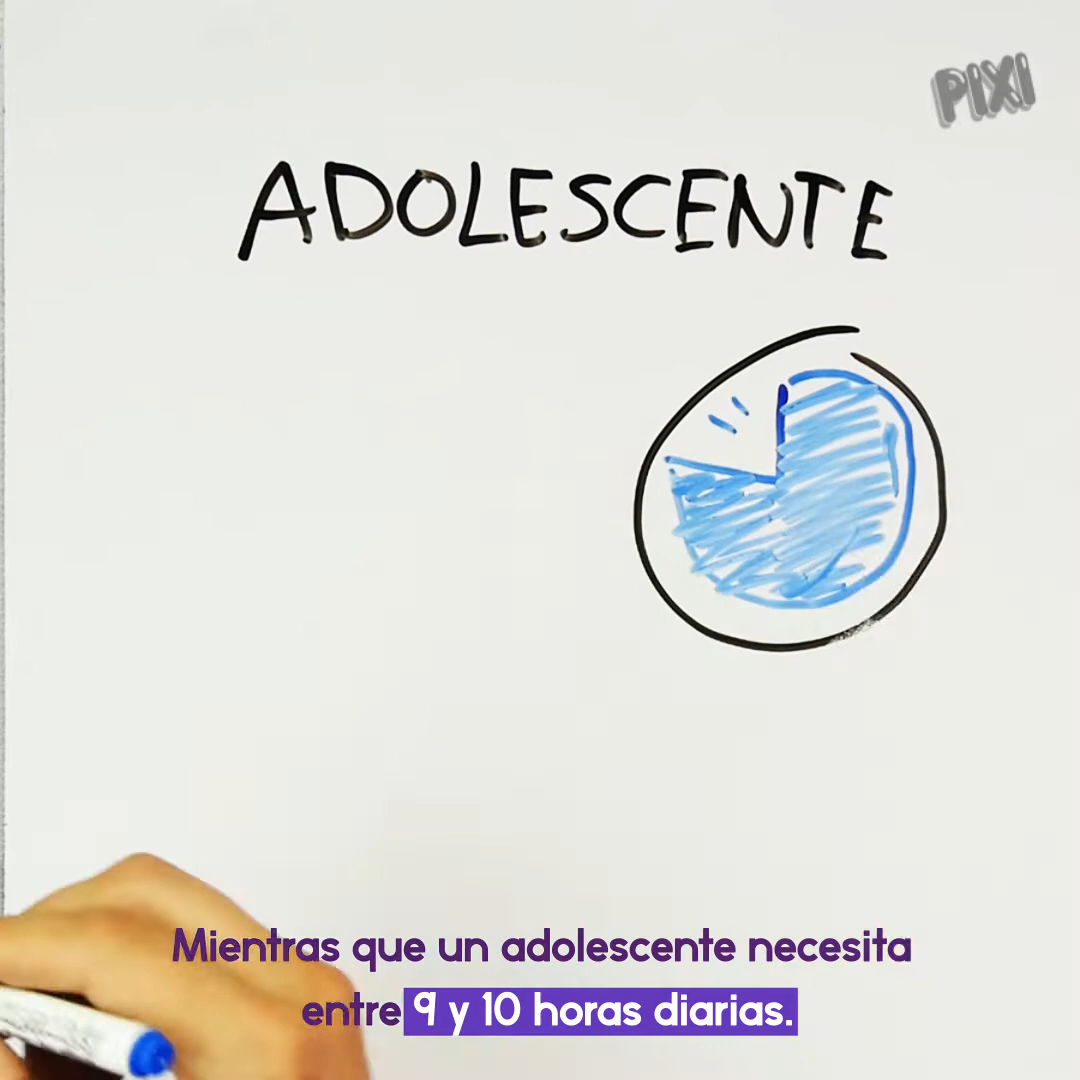 PIXI
ADOLESCENTE
Mientras que un adolescente necesita
entre 9 y 10 horas diarias.